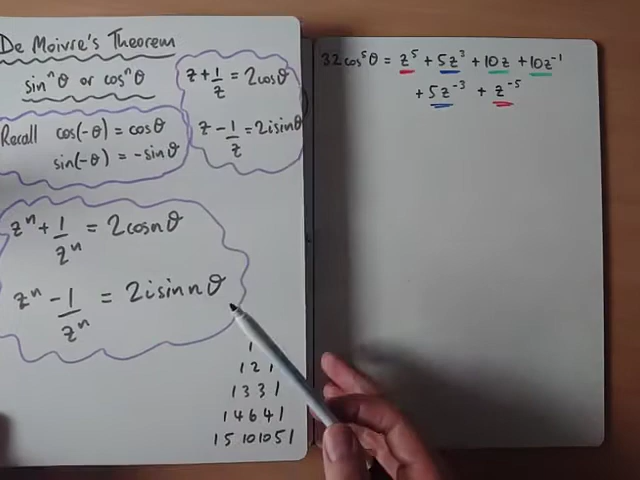 De Moivre's Theorem
sinⁿθ or cosⁿθ
z + 1/z = 2cosθ
z - 1/z = 2isinθ
Recall cos(-θ) = cosθ
sin(-θ) = -sinθ
zⁿ + 1/zⁿ = 2cosnθ
zⁿ - 1/zⁿ = 2isinnθ
1
1 2 1
1 3 3 1
1 4 6 4 1
1 5 10 10 5 1
32cos⁵θ = z⁵ + 5z³ + 10z + 10z⁻¹
+ 5z⁻³ + z⁻⁵